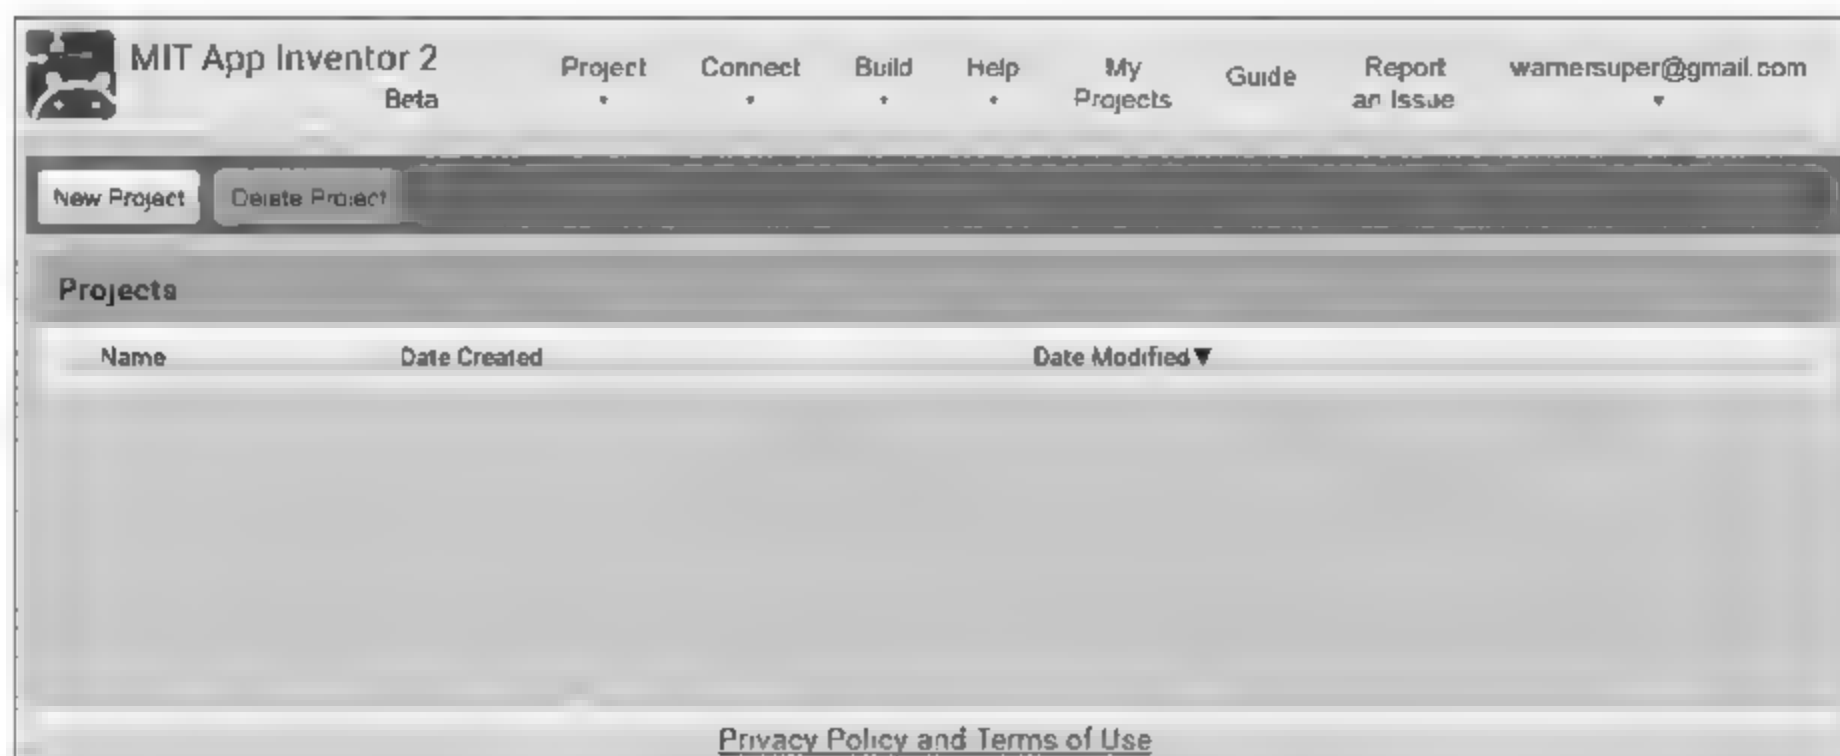 MIT App Inventor 2
Beta
Project
Connect
Build
Help
My
Projects
Guide
Report
an Issue
warnersuper@gmail.com
New Project
Delete Project
Projects
Name Date Created Date Modified▼
Privacy Policy and Terms of Use